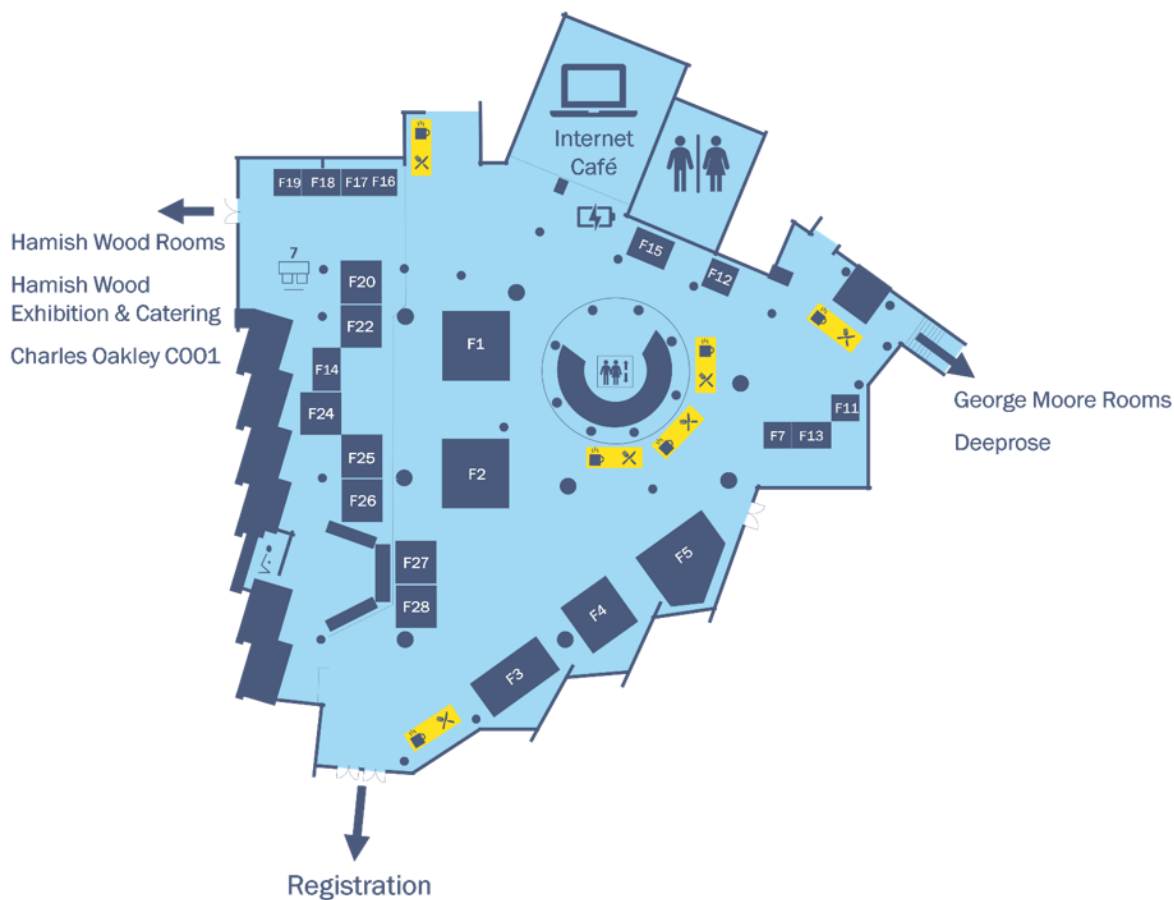 Internet
Café
F19 F18 F17 F16
Hamish Wood Rooms
Hamish Wood
Exhibition & Catering
Charles Oakley C001
7
F15
F12
F20
F22
F1
F14
F24
F11
F7 F13
George Moore Rooms
Deeprose
F25
F2
F26
F27
F28
F5
F4
F3
Registration